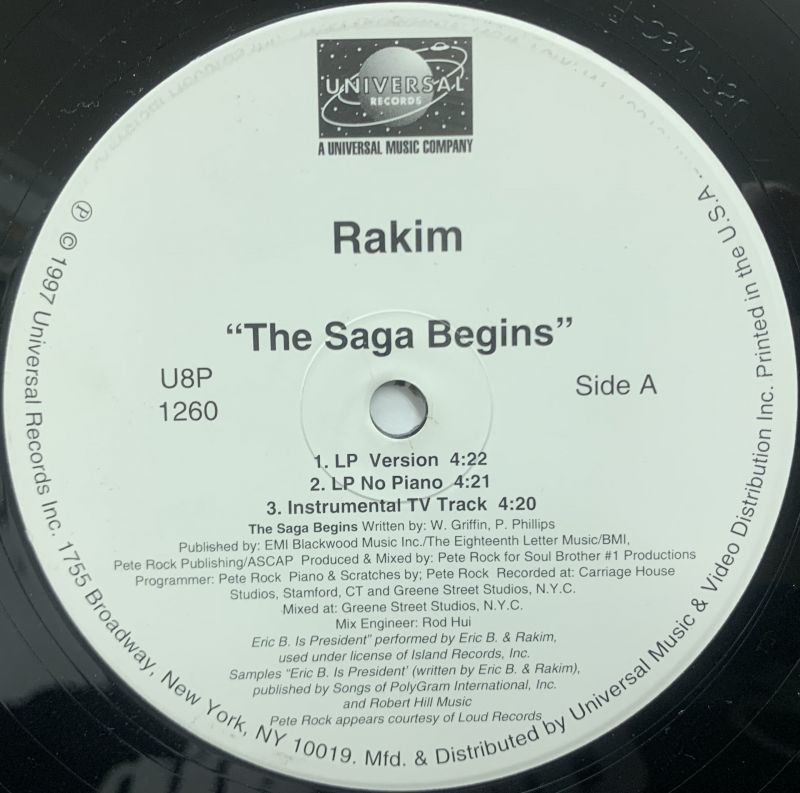 UNIVERSAL
RECORDS
A UNIVERSAL MUSIC COMPANY
Rakim
“The Saga Begins”
U8P
1260
Side A
1. LP Version 4:22
2. LP No Piano 4:21
3. Instrumental TV Track 4:20
The Saga Begins Written by: W. Griffin, P. Phillips
Published by: EMI Blackwood Music Inc./The Eighteenth Letter Music/BMI,
Pete Rock Publishing/ASCAP Produced & Mixed by: Pete Rock for Soul Brother #1 Productions
Programmer: Pete Rock Piano & Scratches by; Pete Rock Recorded at: Carriage House
Studios, Stamford, CT and Greene Street Studios, N.Y.C.
Mixed at: Greene Street Studios, N.Y.C.
Mix Engineer: Rod Hui
Eric B. Is President” performed by Eric B. & Rakim,
used under license of Island Records, Inc.
Samples “Eric B. Is President’ (written by Eric B. & Rakim),
published by Songs of PolyGram International, Inc.
and Robert Hill Music
Pete Rock appears courtesy of Loud Records
℗ © 1997 Universal Records Inc. 1755 Broadway, New York, NY 10019. Mfd. & Distributed by Universal Music & Video Distribution Inc. Printed in the U.S.A.